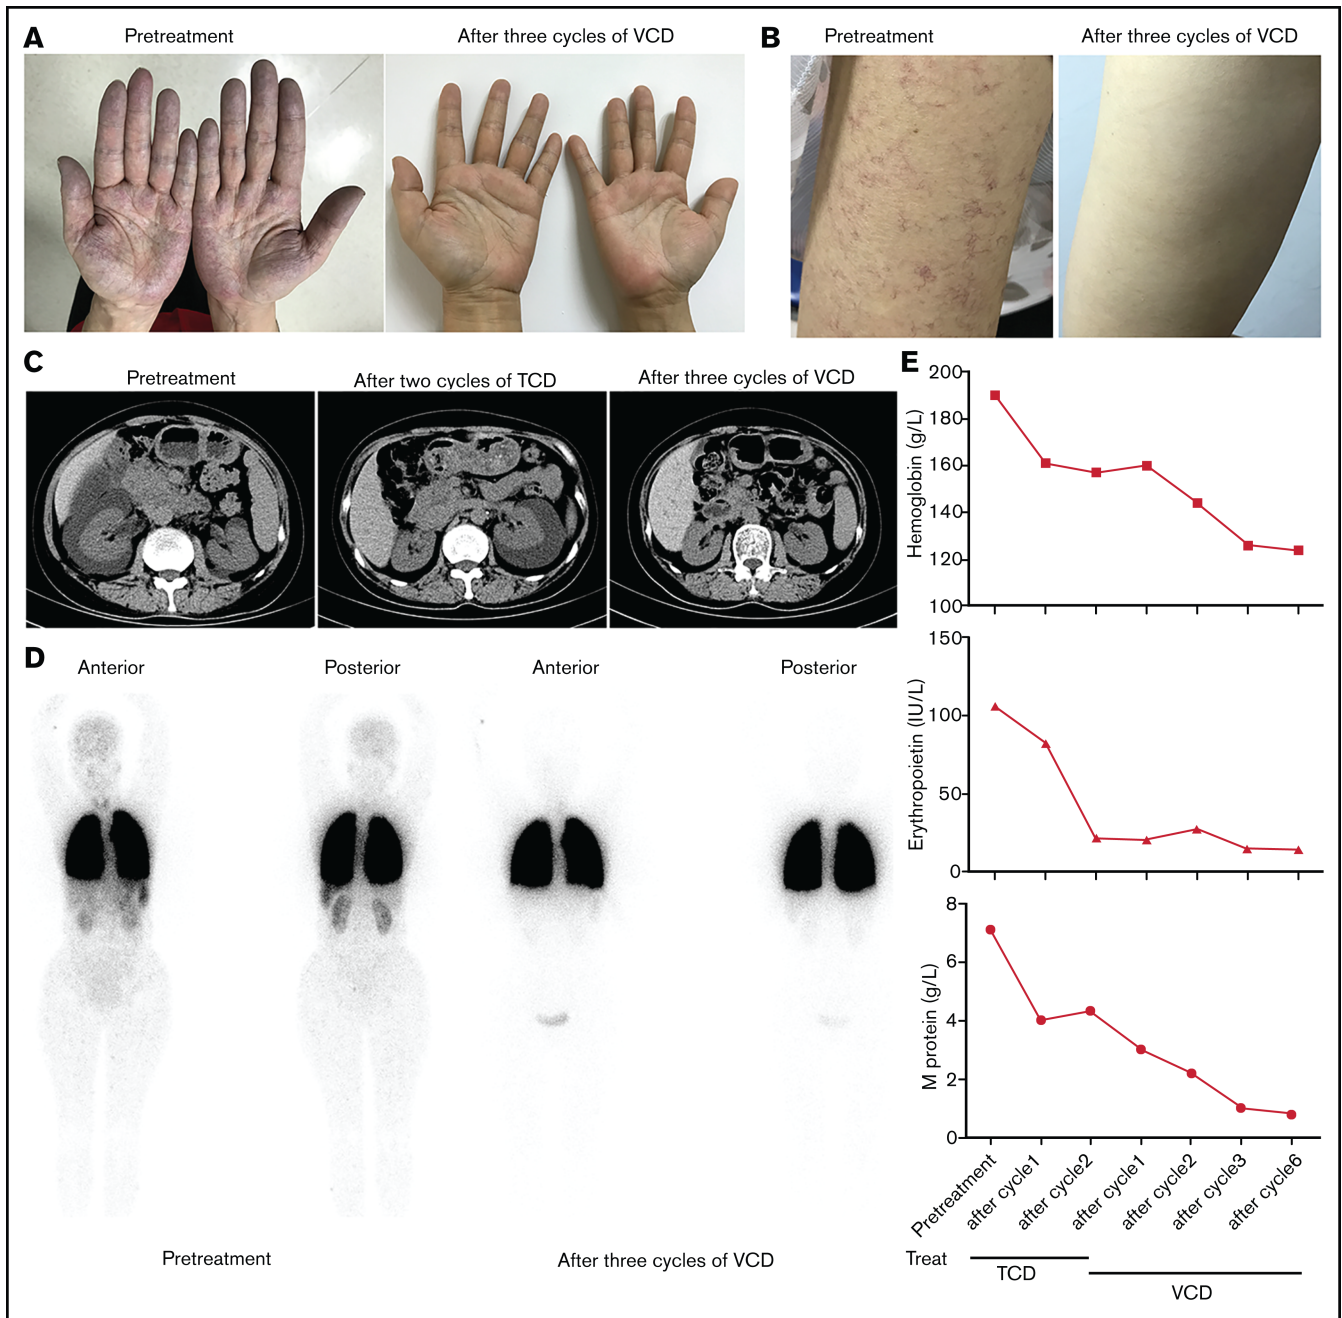 A
Pretreatment
After three cycles of VCD
B
Pretreatment
After three cycles of VCD
C
Pretreatment
After two cycles of TCD
After three cycles of VCD
D
Anterior
Posterior
Anterior
Posterior
Pretreatment
After three cycles of VCD
E
Hemoglobin (g/L)
200
180
160
140
120
100
Erythropoietin (IU/L)
150
100
50
0
M protein (g/L)
8
6
4
2
0
Pretreatment
after cycle1
after cycle2
after cycle1
after cycle2
after cycle3
after cycle6
Treat
TCD
VCD